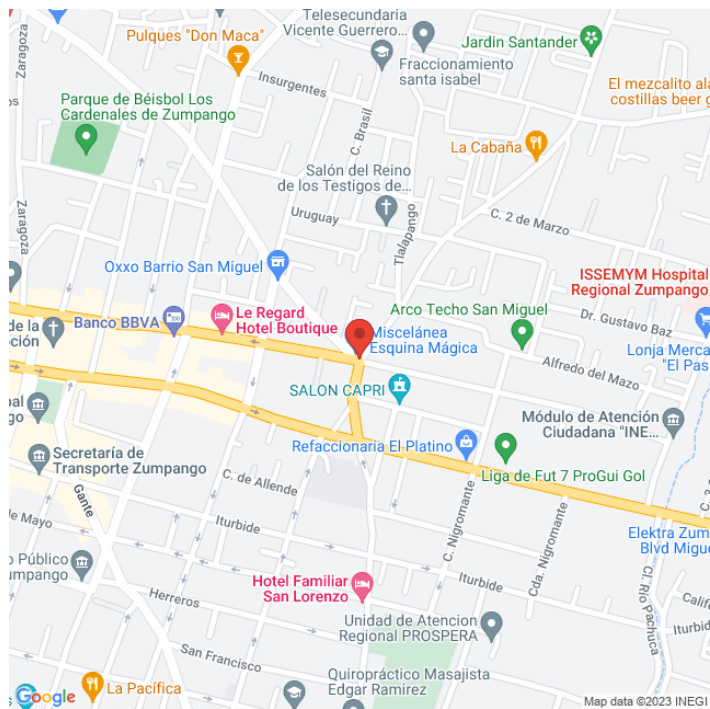 Telesecundaria
Vicente Guerrero...
Pulques "Don Maca"
Jardin Santander
Fraccionamiento
santa isabel
Zaragoza
Insurgentes
El mezcalito ala
costillas beer g
Parque de Béisbol Los
Cardenales de Zumpango
C. Brasil
La Cabaña
Salón del Reino
de los Testigos de...
Zaragoza
Uruguay
C. 2 de Marzo
Tlalapango
Oxxo Barrio San Miguel
ISSEMYM Hospital
Regional Zumpango
Le Regard
Hotel Boutique
Arco Techo San Miguel
Dr. Gustavo Baz
Banco BBVA
de la
ción
Miscelánea
Esquina Mágica
Lonja Merca
"El Pas
Alfredo del Mazo
SALON CAPRI
pal
go
Módulo de Atención
Ciudadana "INE...
Refaccionaria El Platino
Secretaría de
Transporte Zumpango
Liga de Fut 7 ProGui Gol
C. de Allende
Gante
C. Nigromante
Cda. Nigromante
C. 3
de Mayo
Iturbide
Elektra Zum
Blvd Migue
o Público
umpango
Hotel Familiar
San Lorenzo
Iturbide
Cl. Río Pachuca
Califo
Herreros
Unidad de Atencion
Regional PROSPERA
Iturbid
San Francisco
Quiropráctico Masajista
Edgar Ramirez
La Pacífica
Google
Map data ©2023 INEGI